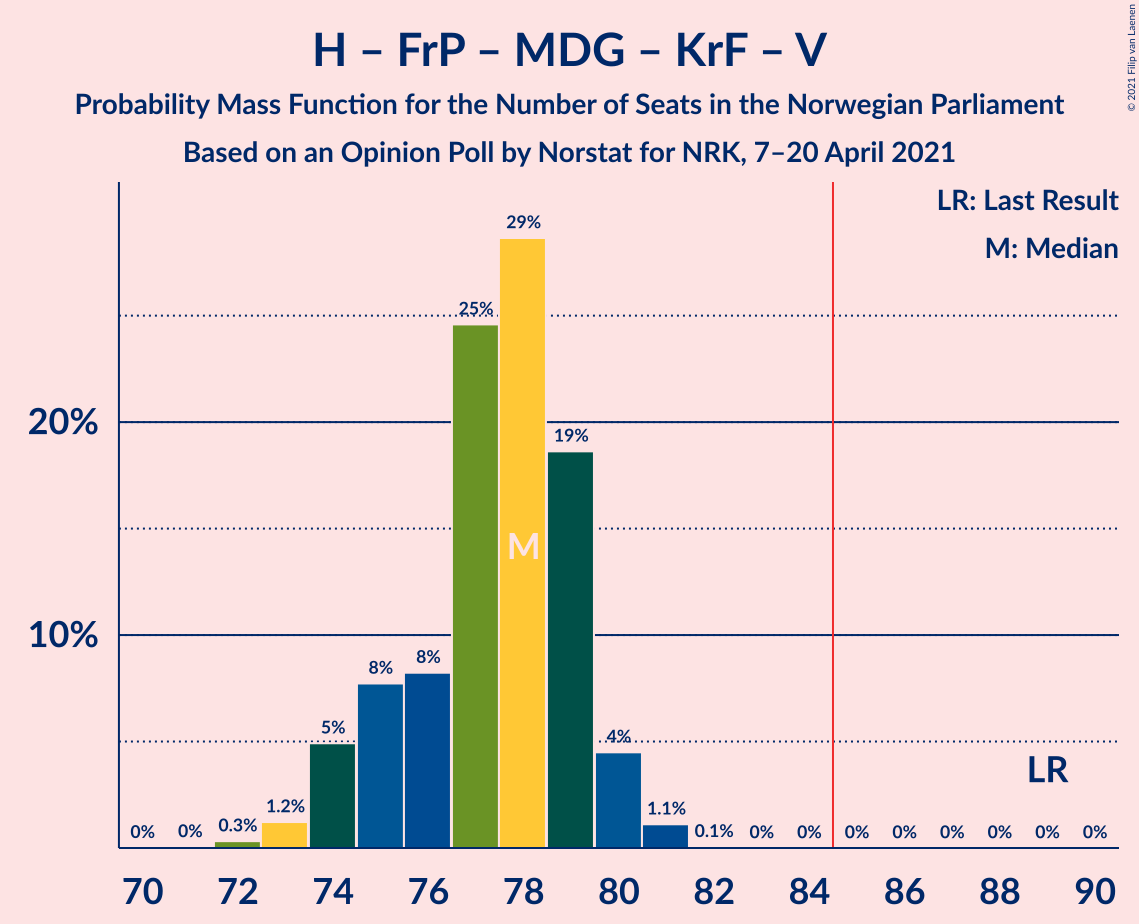 H – FrP – MDG – KrF – V
Probability Mass Function for the Number of Seats in the Norwegian Parliament
Based on an Opinion Poll by Norstat for NRK, 7–20 April 2021
© 2021 Filip van Laenen
LR: Last Result
M: Median
20%
10%
0% 0% 0.3% 1.2% 5% 8% 8% 25% 29% 19% 4% 1.1% 0.1% 0% 0% 0% 0% 0% 0% 0% 0%
M
LR
70 72 74 76 78 80 82 84 86 88 90